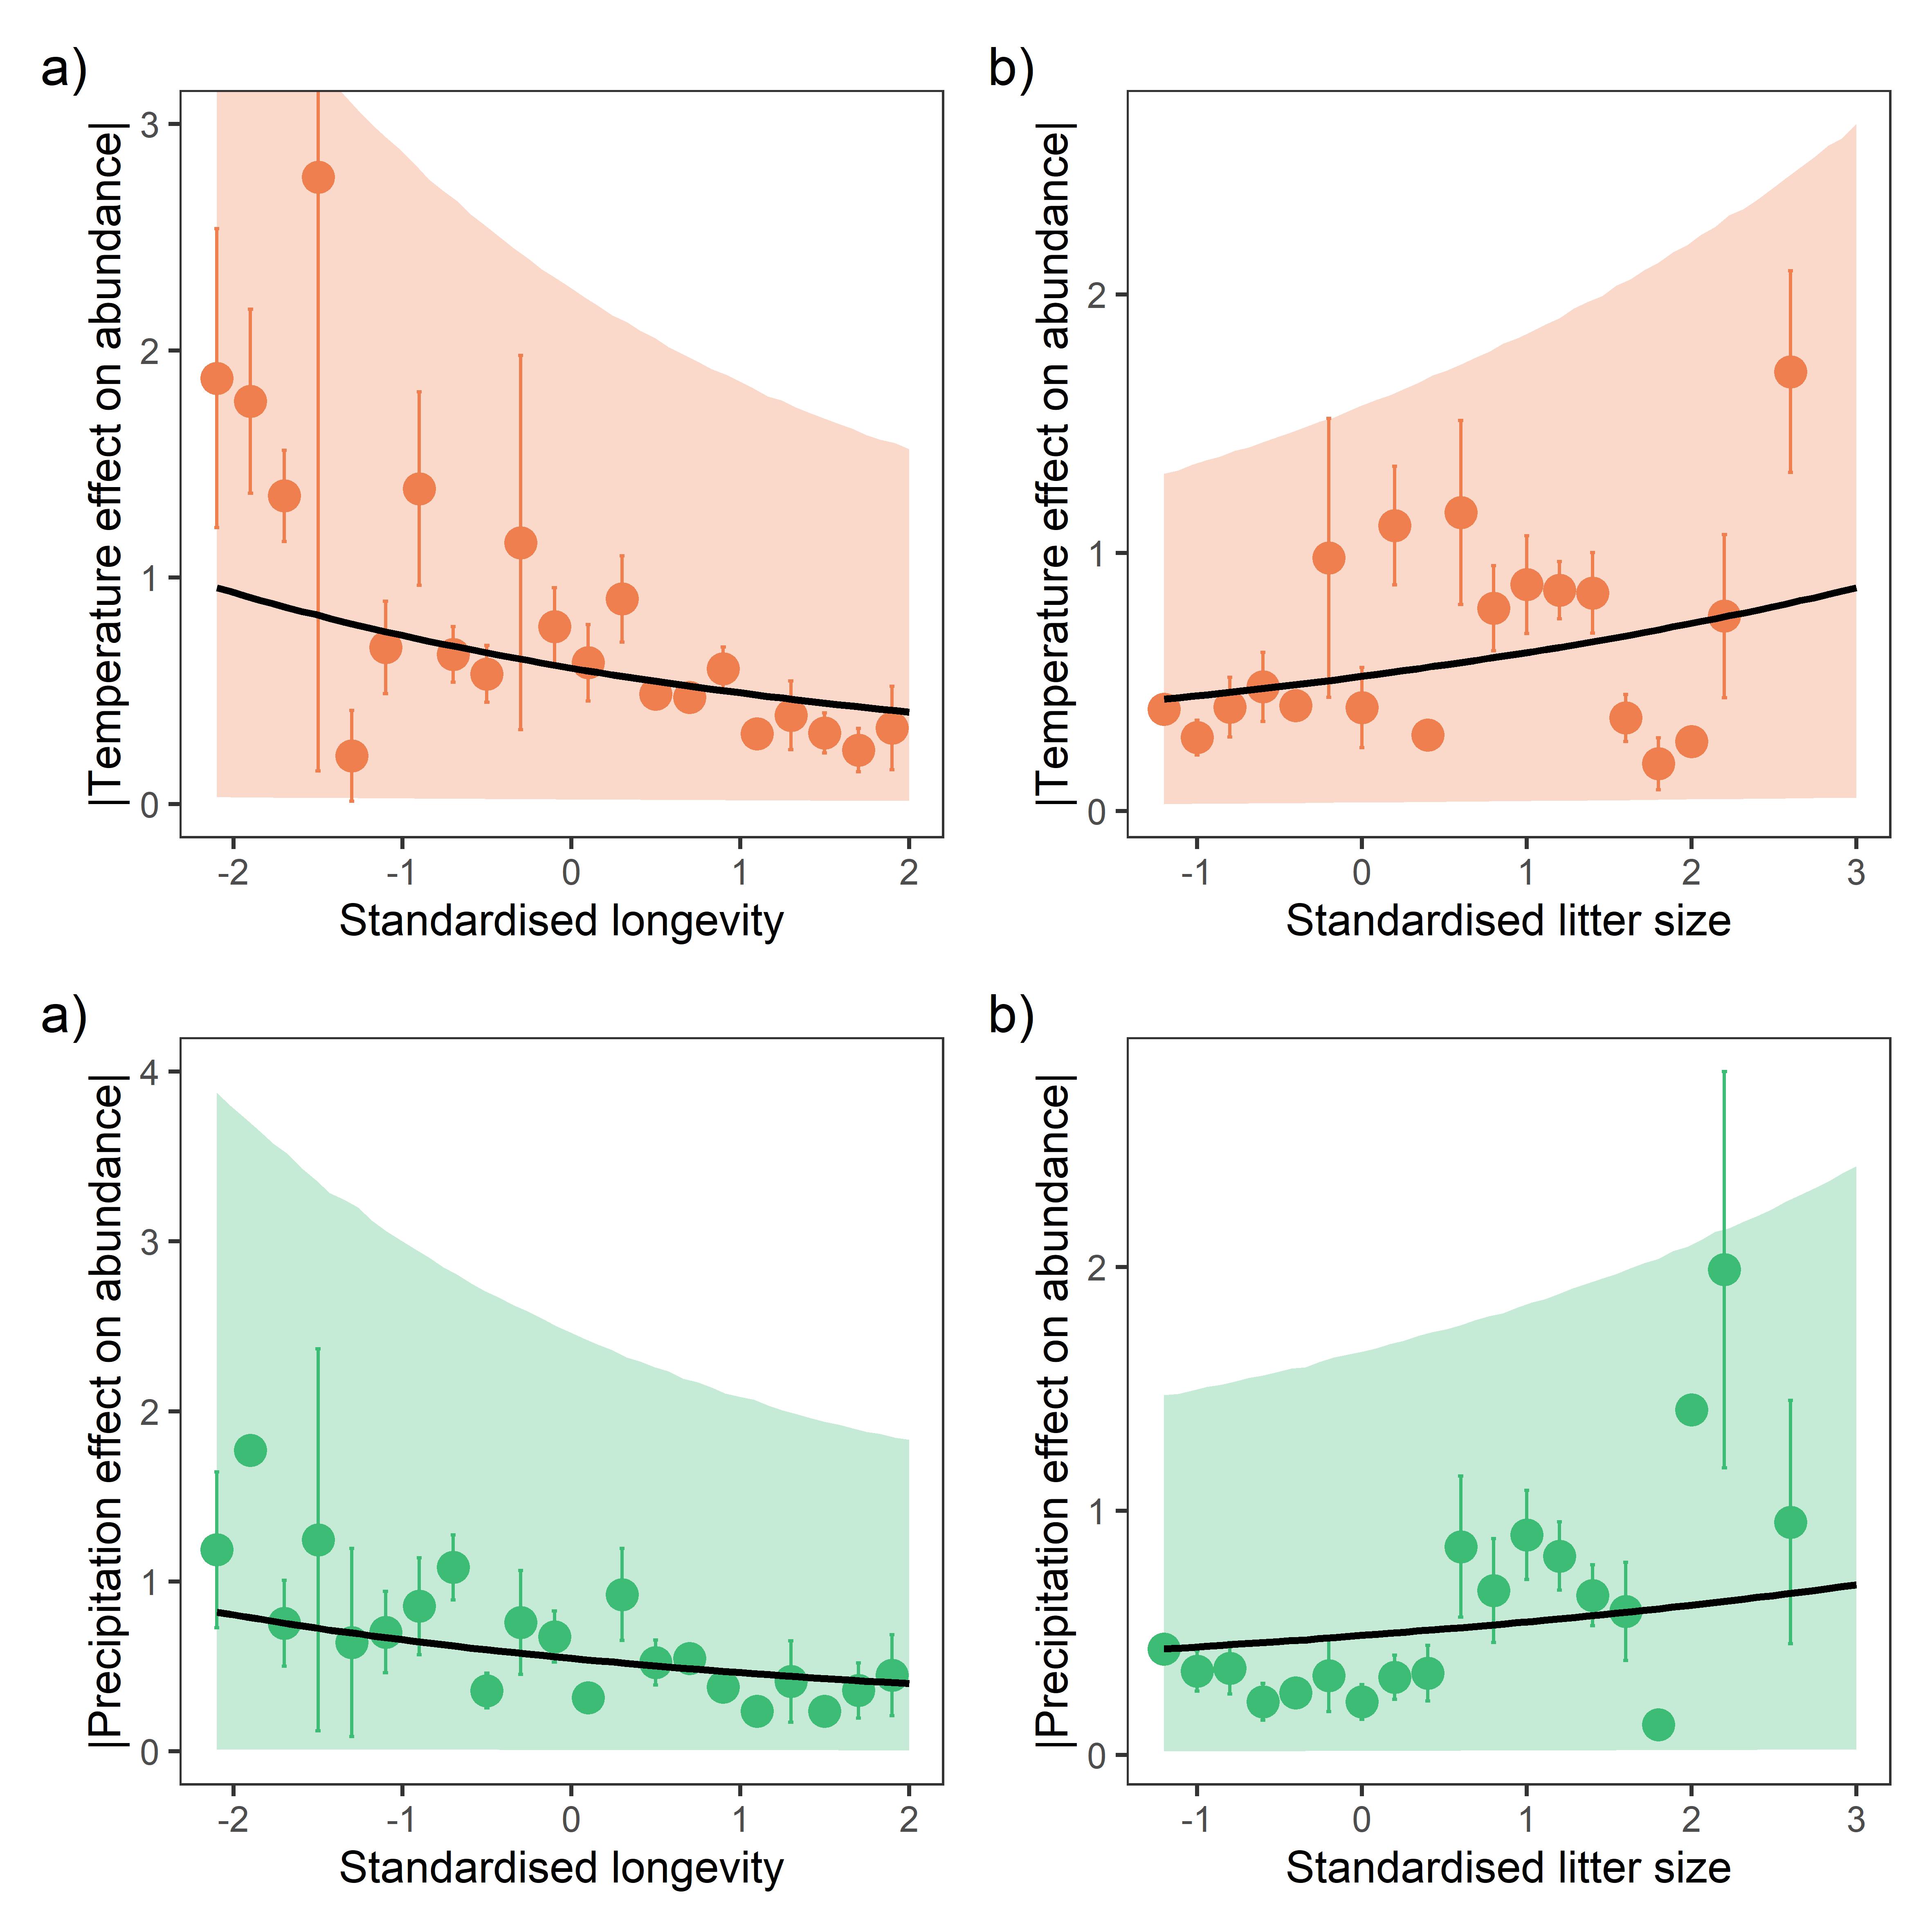 a)
|Temperature effect on abundance|
3
2
1
0
-2 -1 0 1 2
Standardised longevity
b)
|Temperature effect on abundance|
2
1
0
-1 0 1 2 3
Standardised litter size
a)
|Precipitation effect on abundance|
4
3
2
1
0
-2 -1 0 1 2
Standardised longevity
b)
|Precipitation effect on abundance|
2
1
0
-1 0 1 2 3
Standardised litter size